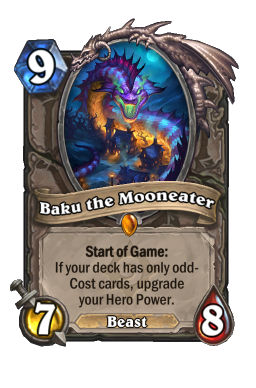 9
Baku the Mooneater
Start of Game:
If your deck has only odd-
Cost cards, upgrade
your Hero Power.
7
Beast
8